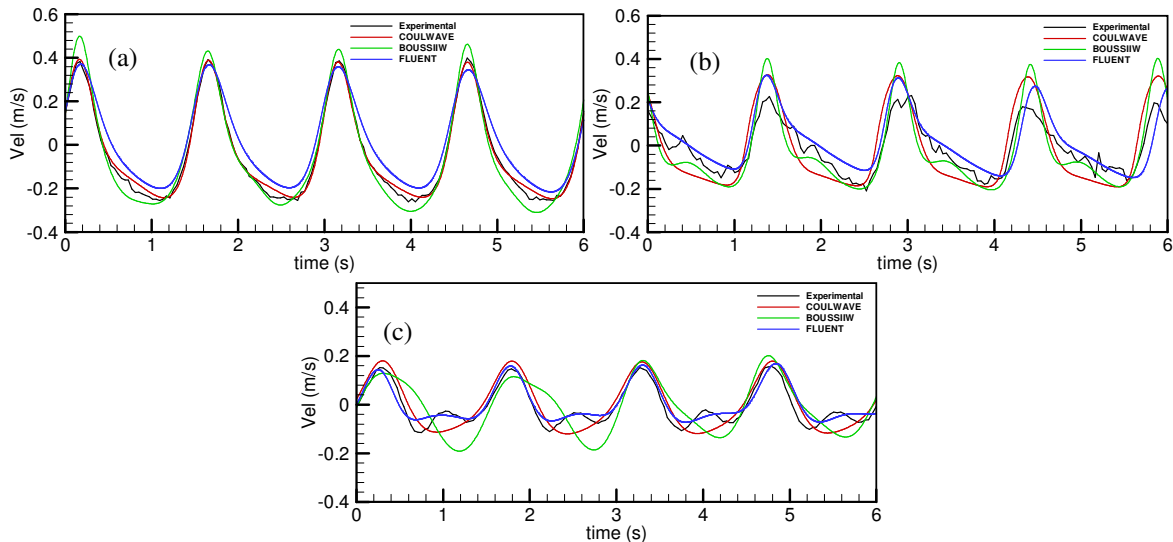 0.6
0.4
0.2
0
-0.2
-0.4
Vel (m/s)
(a)
Experimental
COULWAVE
BOUSSIIW
FLUENT
0 1 2 3 4 5 6
time (s)
0.6
0.4
0.2
0
-0.2
-0.4
Vel (m/s)
(b)
Experimental
COULWAVE
BOUSSIIW
FLUENT
0 1 2 3 4 5 6
time (s)
0.4
0.2
0
-0.2
-0.4
Vel (m/s)
(c)
Experimental
COULWAVE
BOUSSIIW
FLUENT
0 1 2 3 4 5 6
time (s)